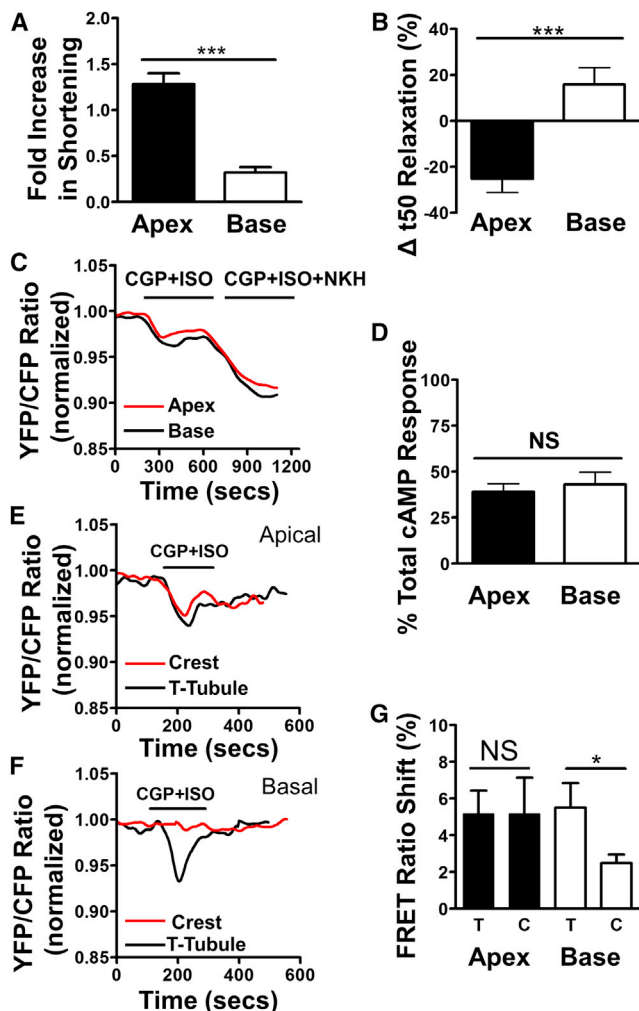 A
Fold Increase
in Shortening
2.0
1.5
1.0
0.5
0.0
***
Apex
Base
B
Δ t50 Relaxation (%)
40
20
0
-20
-40
***
Apex
Base
C
YFP/CFP Ratio
(normalized)
1.05
1.00
0.95
0.90
0.85
CGP+ISO
CGP+ISO+NKH
Apex
Base
0
300
600
900
1200
Time (secs)
D
% Total cAMP Response
100
75
50
25
0
NS
Apex
Base
E
YFP/CFP Ratio
(normalized)
1.05
1.00
0.95
0.90
0.85
CGP+ISO
Apical
Crest
T-Tubule
0
200
400
600
Time (secs)
F
YFP/CFP Ratio
(normalized)
1.05
1.00
0.95
0.90
0.85
CGP+ISO
Basal
Crest
T-Tubule
0
200
400
600
Time (secs)
G
FRET Ratio Shift (%)
10
8
6
4
2
0
NS
*
T
C
T
C
Apex
Base